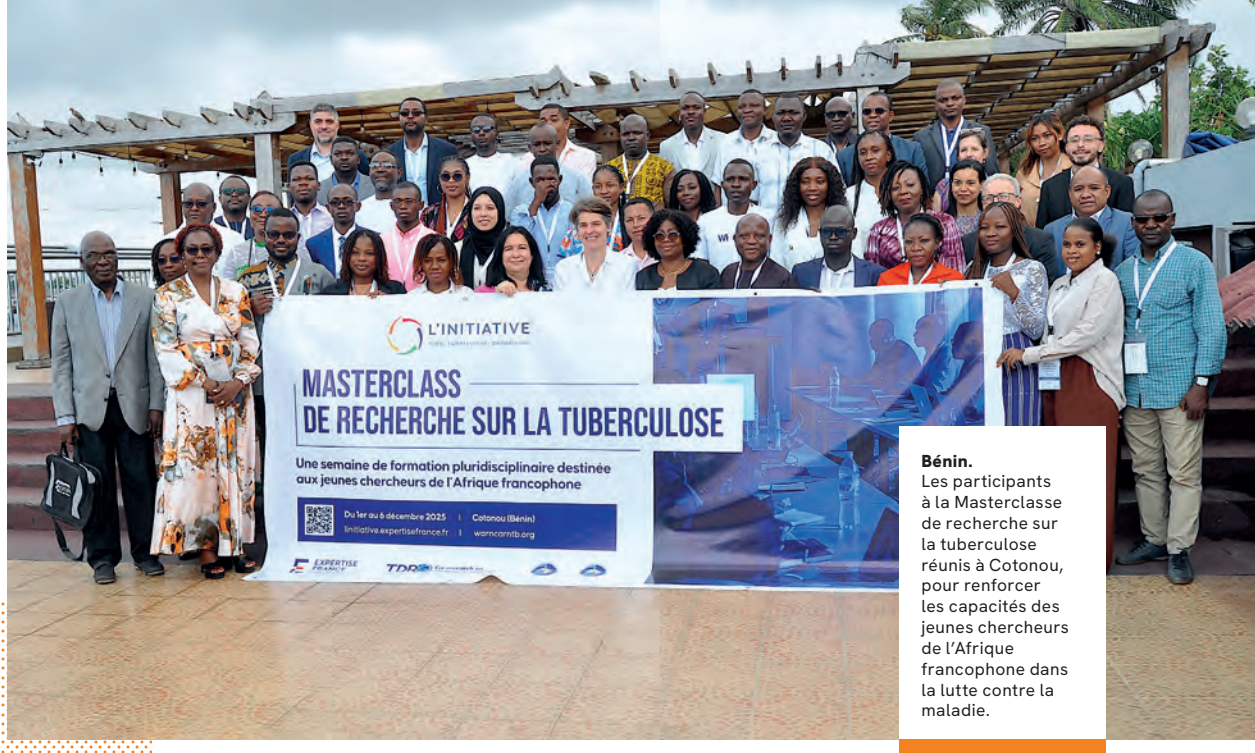 L'INITIATIVE
MASTERCLASS
DE RECHERCHE SUR LA TUBERCULOSE
Une semaine de formation pluridisciplinaire destinée
aux jeunes chercheurs de l'Afrique francophone
Du 1er au 6 décembre 2025 | Cotonou (Bénin)
linitiative.expertisefrance.fr | warncarntb.org
EXPERTISE
FRANCE
TDR
Bénin.
Les participants
à la Masterclasse
de recherche sur
la tuberculose
réunis à Cotonou,
pour renforcer
les capacités des
jeunes chercheurs
de l'Afrique
francophone dans
la lutte contre la
maladie.